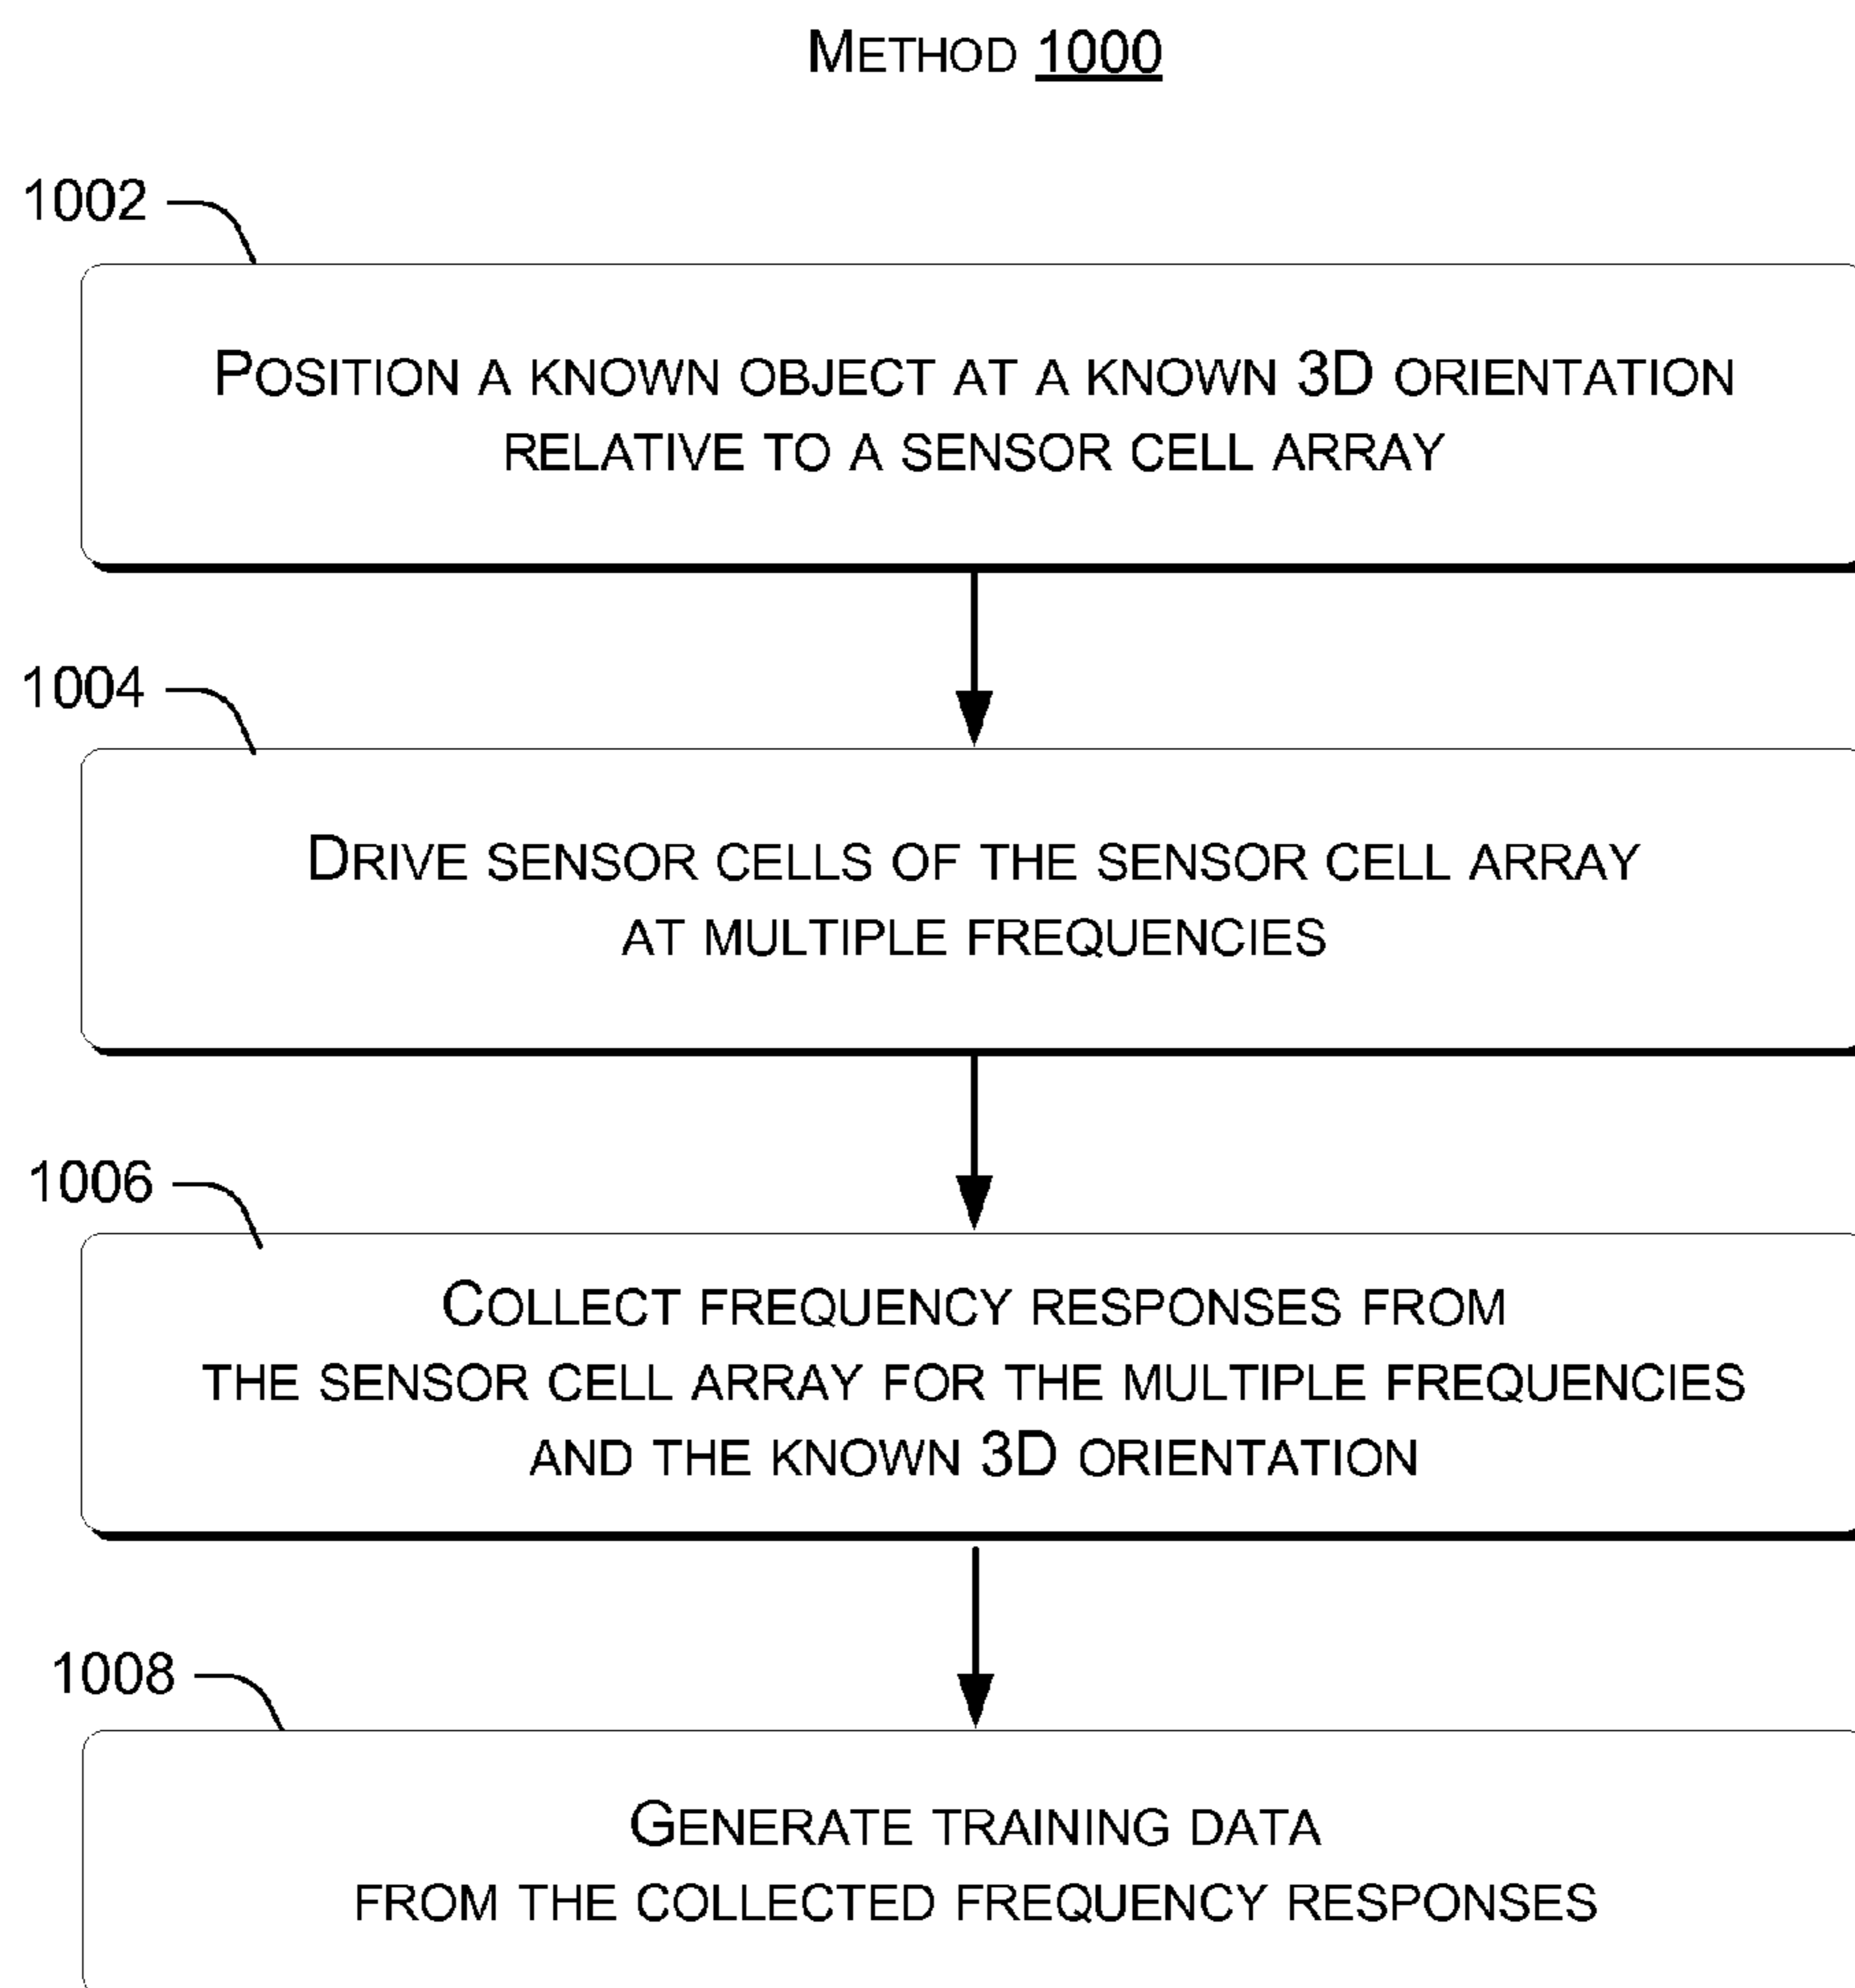 METHOD 1000
1002
POSITION A KNOWN OBJECT AT A KNOWN 3D ORIENTATION
RELATIVE TO A SENSOR CELL ARRAY
1004
DRIVE SENSOR CELLS OF THE SENSOR CELL ARRAY
AT MULTIPLE FREQUENCIES
1006
COLLECT FREQUENCY RESPONSES FROM
THE SENSOR CELL ARRAY FOR THE MULTIPLE FREQUENCIES
AND THE KNOWN 3D ORIENTATION
1008
GENERATE TRAINING DATA
FROM THE COLLECTED FREQUENCY RESPONSES